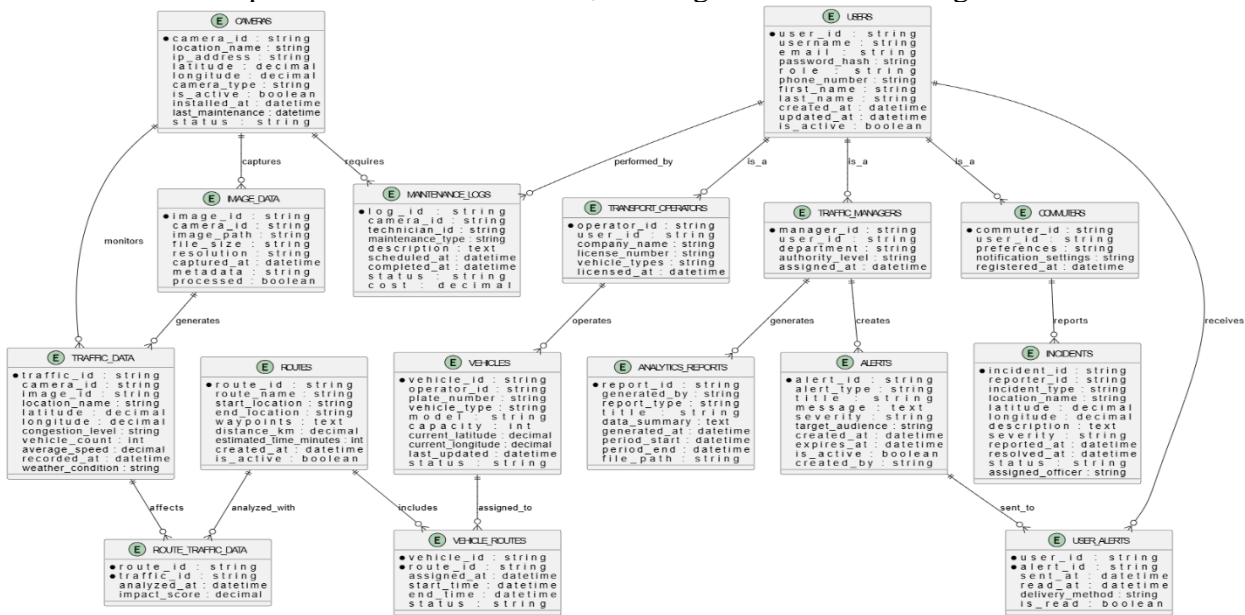 E CAMERAS
camera_id : string
location_name : string
ip_address : string
latitude : decimal
longitude : decimal
camera_type : string
is_active : boolean
installed_at : datetime
last_maintenance : datetime
status : string
E USERS
user_id : string
username : string
email : string
password_hash : string
role : string
phone_number : string
first_name : string
last_name : string
created_at : datetime
updated_at : datetime
is_active : boolean
captures
requires
performed_by
is_a
is_a
is_a
monitors
receives
E IMAGE_DATA
image_id : string
camera_id : string
image_path : string
file_size : string
resolution : string
captured_at : datetime
metadata : string
processed : boolean
E MAINTENANCE_LOGS
log_id : string
camera_id : string
technician_id : string
maintenance_type : string
description : text
scheduled_at : datetime
completed_at : datetime
status : string
cost : decimal
E TRANSPORT_OPERATORS
operator_id : string
user_id : string
company_name : string
license_number : string
vehicle_types : string
licensed_at : datetime
E TRAFFIC_MANAGERS
manager_id : string
user_id : string
department : string
authority_level : string
assigned_at : datetime
E COMMUTERS
commuter_id : string
user_id : string
preferences : string
notification_settings : string
registered_at : datetime
generates
operates
generates
creates
reports
E TRAFFIC_DATA
traffic_id : string
camera_id : string
image_id : string
location_name : string
latitude : decimal
longitude : decimal
congestion_level : string
vehicle_count : int
average_speed : decimal
recorded_at : datetime
weather_condition : string
E ROUTES
route_id : string
route_name : string
start_location : string
end_location : string
waypoints : text
distance_km : decimal
estimated_time_minutes : int
created_at : datetime
is_active : boolean
E VEHICLES
vehicle_id : string
operator_id : string
plate_number : string
vehicle_type : string
model : string
capacity : int
current_latitude : decimal
current_longitude : decimal
last_updated : datetime
status : string
E ANALYTICS_REPORTS
report_id : string
generated_by : string
report_type : string
title : string
data_summary : text
generated_at : datetime
period_start : datetime
period_end : datetime
file_path : string
E ALERTS
alert_id : string
alert_type : string
title : string
message : text
severity : string
target_audience : string
created_at : datetime
expires_at : datetime
is_active : boolean
created_by : string
E INCIDENTS
incident_id : string
reporter_id : string
incident_type : string
location_name : string
latitude : decimal
longitude : decimal
description : text
severity : string
reported_at : datetime
resolved_at : datetime
status : string
assigned_officer : string
affects
analyzed_with
includes
assigned_to
sent_to
E ROUTE_TRAFFIC_DATA
route_id : string
traffic_id : string
analyzed_at : datetime
impact_score : decimal
E VEHICLE_ROUTES
vehicle_id : string
route_id : string
assigned_at : datetime
start_time : datetime
end_time : datetime
status : string
E USER_ALERTS
user_id : string
alert_id : string
sent_at : datetime
read_at : datetime
delivery_method : string
is_read : boolean